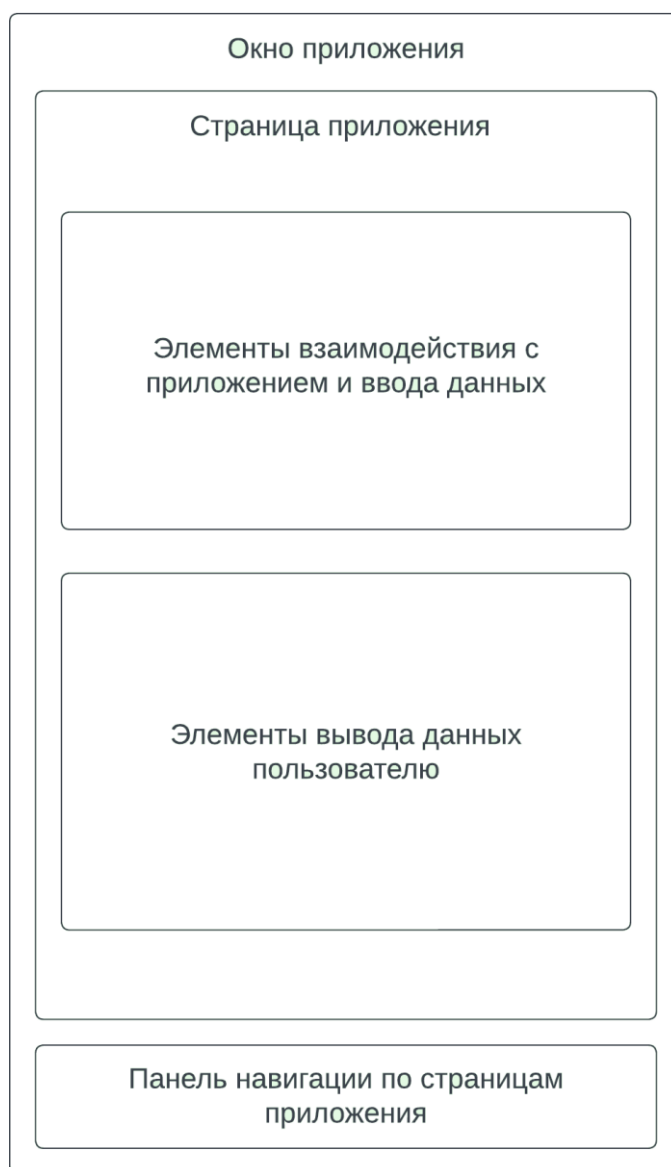 Окно приложения
Страница приложения
Элементы взаимодействия с
приложением и ввода данных
Элементы вывода данных
пользователю
Панель навигации по страницам
приложения